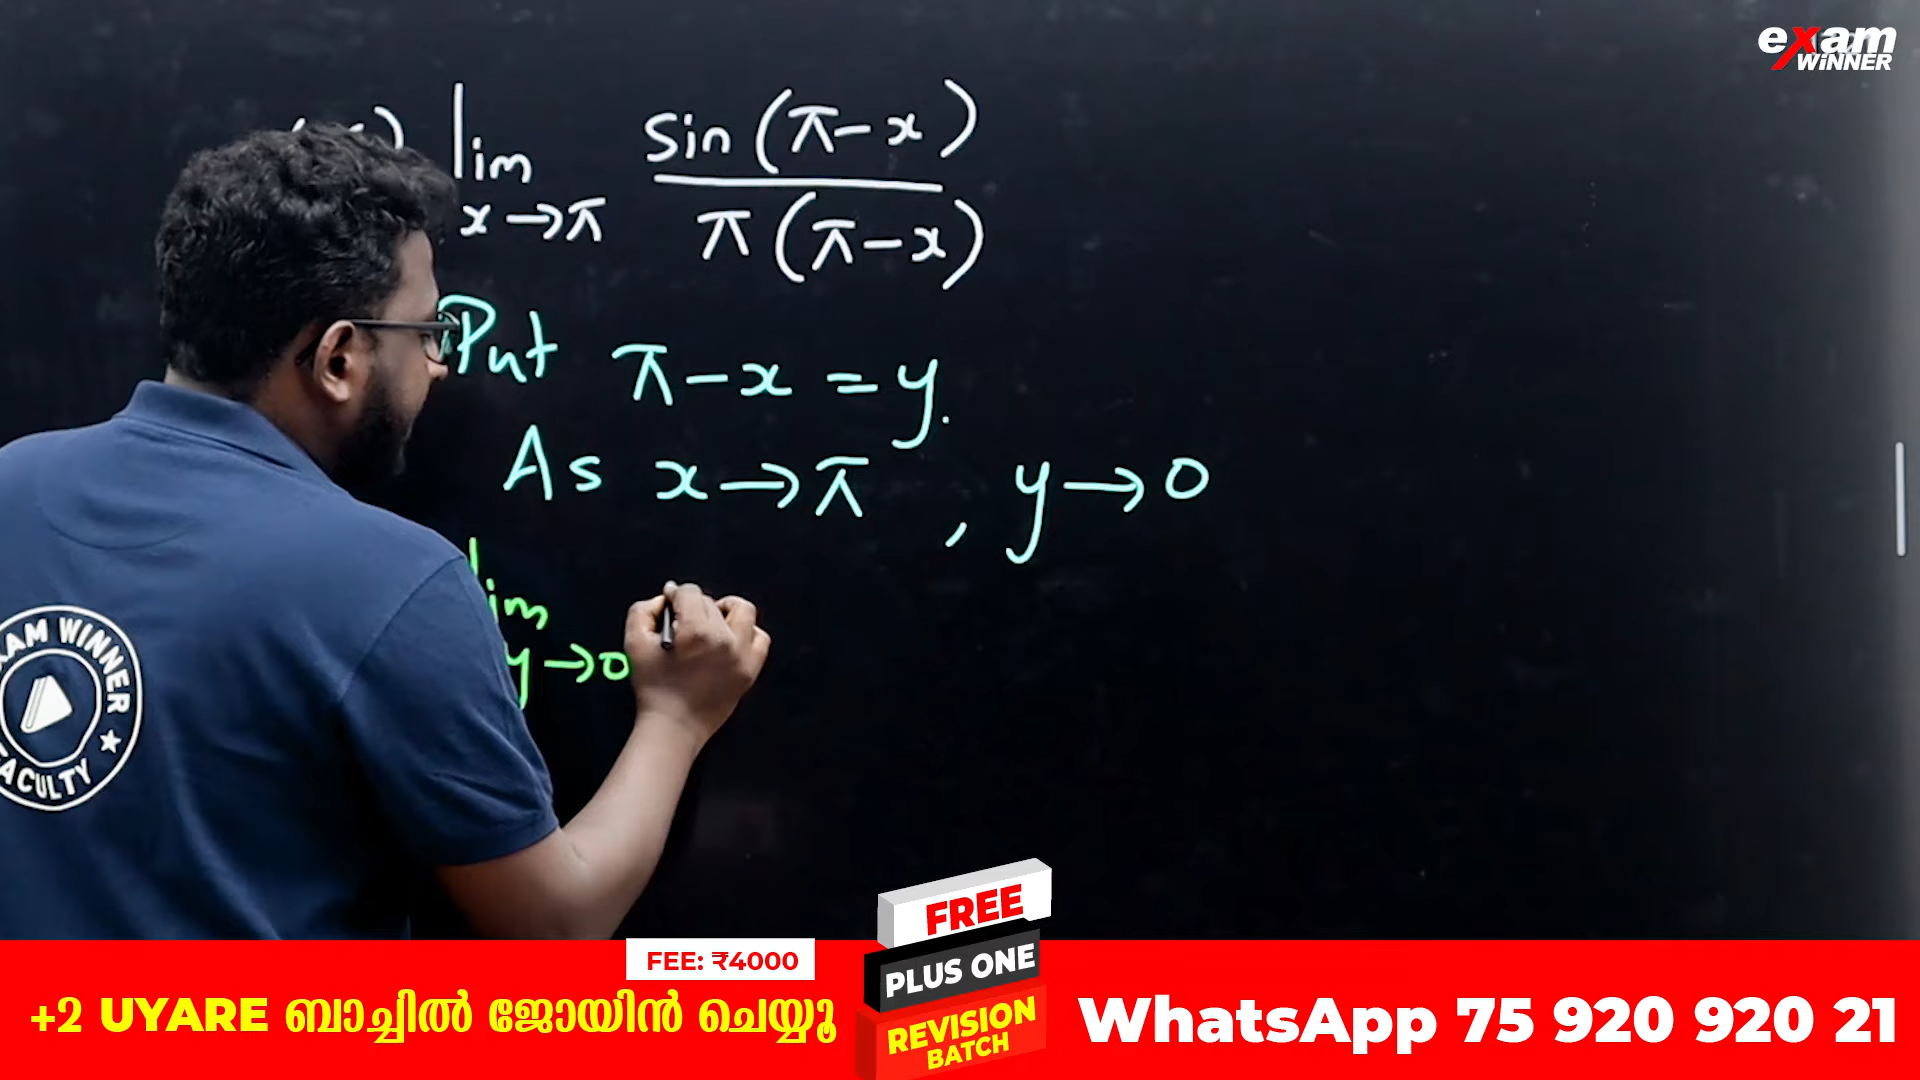 exam
WINNER
lim sin (π-x)
x→π π (π-x)
Put π-x = y.
As x→π , y→0
lim
y→0
EXAM WINNER
FACULTY
FEE: ₹4000
+2 UYARE ബാച്ചിൽ ജോയിൻ ചെയ്യൂ
FREE
PLUS ONE
REVISION
BATCH
WhatsApp 75 920 920 21